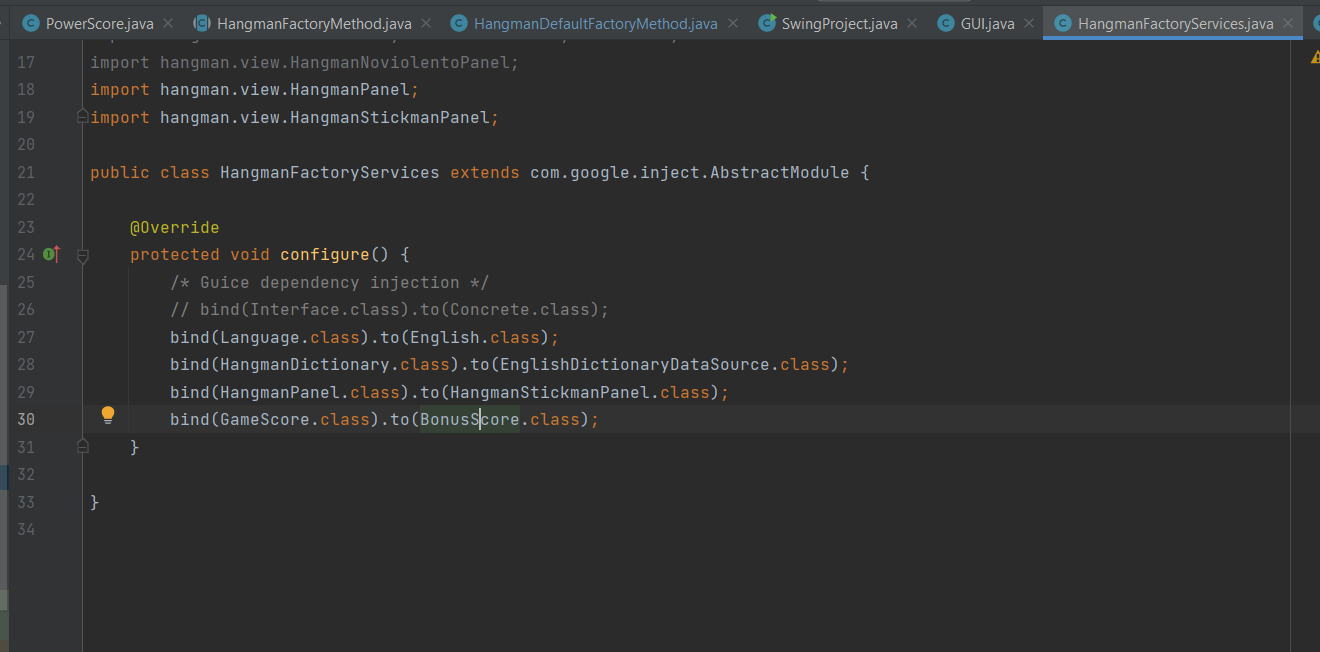 PowerScore.java HangmanFactoryMethod.java HangmanDefaultFactoryMethod.java SwingProject.java GUI.java HangmanFactoryServices.java
17 import hangman.view.HangmanNoviolentoPanel;
18 import hangman.view.HangmanPanel;
19 import hangman.view.HangmanStickmanPanel;
20
21 public class HangmanFactoryServices extends com.google.inject.AbstractModule {
22
23 @Override
24 protected void configure() {
25 /* Guice dependency injection */
26 // bind(Interface.class).to(Concrete.class);
27 bind(Language.class).to(English.class);
28 bind(HangmanDictionary.class).to(EnglishDictionaryDataSource.class);
29 bind(HangmanPanel.class).to(HangmanStickmanPanel.class);
30 bind(GameScore.class).to(BonusScore.class);
31 }
32
33 }
34